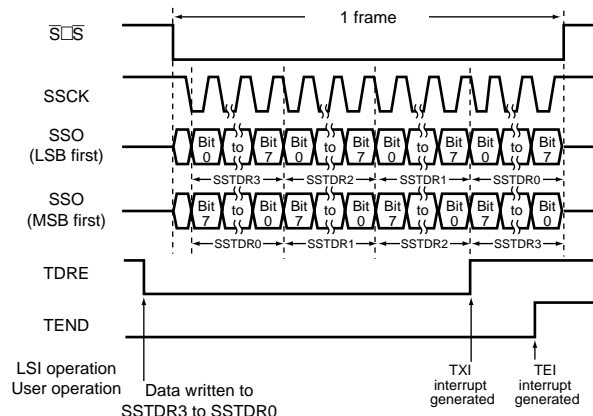 1 frame
S□S
SSCK
SSO
(LSB first)
Bit 0 to Bit 7 Bit 0 to Bit 7 Bit 0 to Bit 7 Bit 0 to Bit 7
SSTDR3 SSTDR2 SSTDR1 SSTDR0
SSO
(MSB first)
Bit 7 to Bit 0 Bit 7 to Bit 0 Bit 7 to Bit 0 Bit 7 to Bit 0
SSTDR0 SSTDR1 SSTDR2 SSTDR3
TDRE
TEND
LSI operation
User operation
Data written to
SSTDR3 to SSTDR0
TXI
interrupt
generated
TEI
interrupt
generated